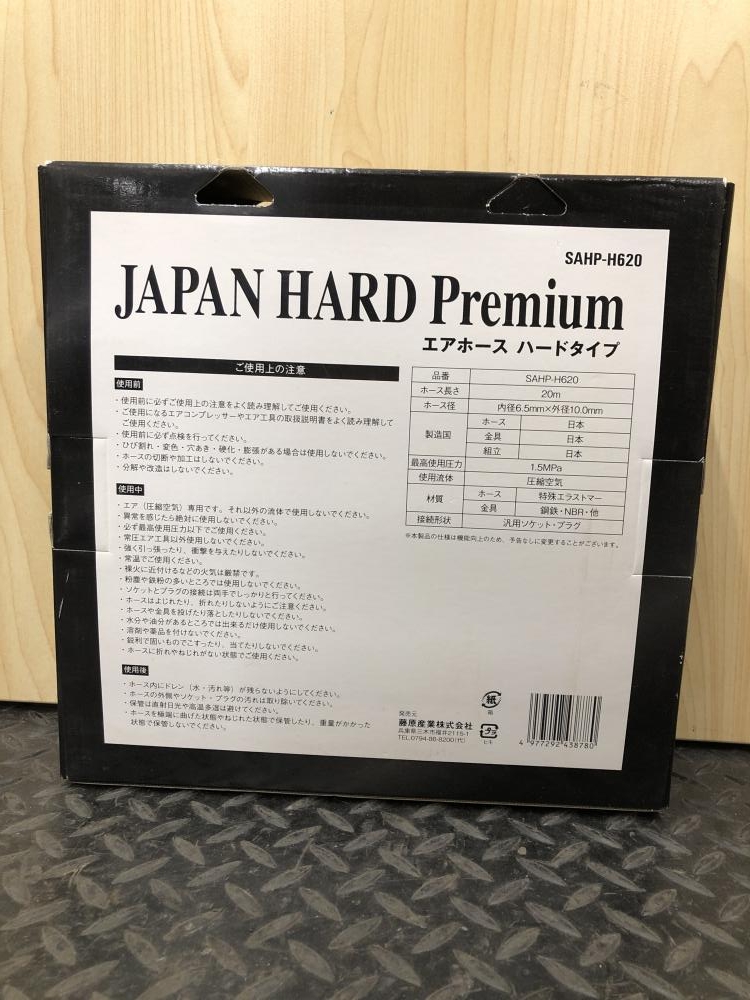 SAHP-H620
JAPAN HARD Premium
エアホース ハードタイプ
ご使用上の注意
使用前
・使用前に必ずご使用上の注意をよく読み理解してご使用ください。
・ご使用になるエアコンプレッサーやエア工具の取扱説明書をよく読み理解して
ご使用ください。
・使用前に必ず点検を行ってください。
・ひび割れ・変色・穴あき・硬化・膨張がある場合は使用しないでください。
・ホースの切断や加工はしないでください。
・分解や改造はしないでください。
使用中
・エア（圧縮空気）専用です。それ以外の流体で使用しないでください。
・異常を感じたら絶対に使用しないでください。
・必ず最高使用圧力以下でご使用ください。
・常圧エア工具以外使用しないでください。
・強く引っ張ったり、衝撃を与えたりしないでください。
・常温でご使用ください。
・裸火に近付けるなどの火気は厳禁です。
・粉塵や鉄粉の多いところでは使用しないでください。
・ソケットとプラグの接続は両手でしっかりと行ってください。
・ホースはよじれたり、折れたりしないようにご注意ください。
・ホースや金具を投げたり落としたりしないでください。
・水分や油分があるところでは出来るだけ使用しないでください。
・溶剤や薬品を付けないでください。
・鋭利で固いものでこすったり、当てたりしないでください。
・ホースに折れやねじれがない状態でご使用ください。
使用後
・ホース内にドレン（水・汚れ等）が残らないようにしてください。
・ホースの外側やソケット・プラグの汚れは取り除いてください。
・保管は直射日光や高温多湿は避けてください。
・ホースを極端に曲げた状態やねじれた状態で保管したり、重量がかかった
状態で保管しないでください。
品番 SAHP-H620
ホース長さ 20m
ホース径 内径6.5mm×外径10.0mm
製造国 ホース 日本
金具 日本
組立 日本
最高使用圧力 1.5MPa
使用流体 圧縮空気
材質 ホース 特殊エラストマー
金具 鋼鉄・NBR・他
接続形状 汎用ソケット・プラグ
※本製品の仕様は機能向上のため、予告なしに変更することがございます。
発売元
藤原産業株式会社
兵庫県三木市福井2115-1
TEL.0794-86-8200(代)
紙
箱
プラ
ヒモ
4 977292 438780